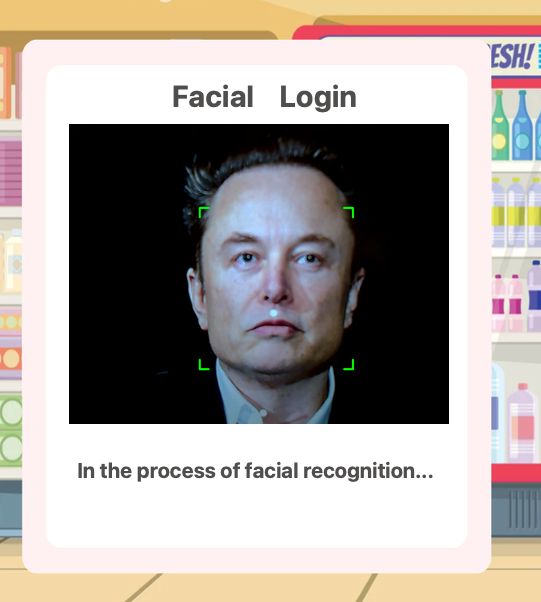 ESH!
Facial Login
In the process of facial recognition...